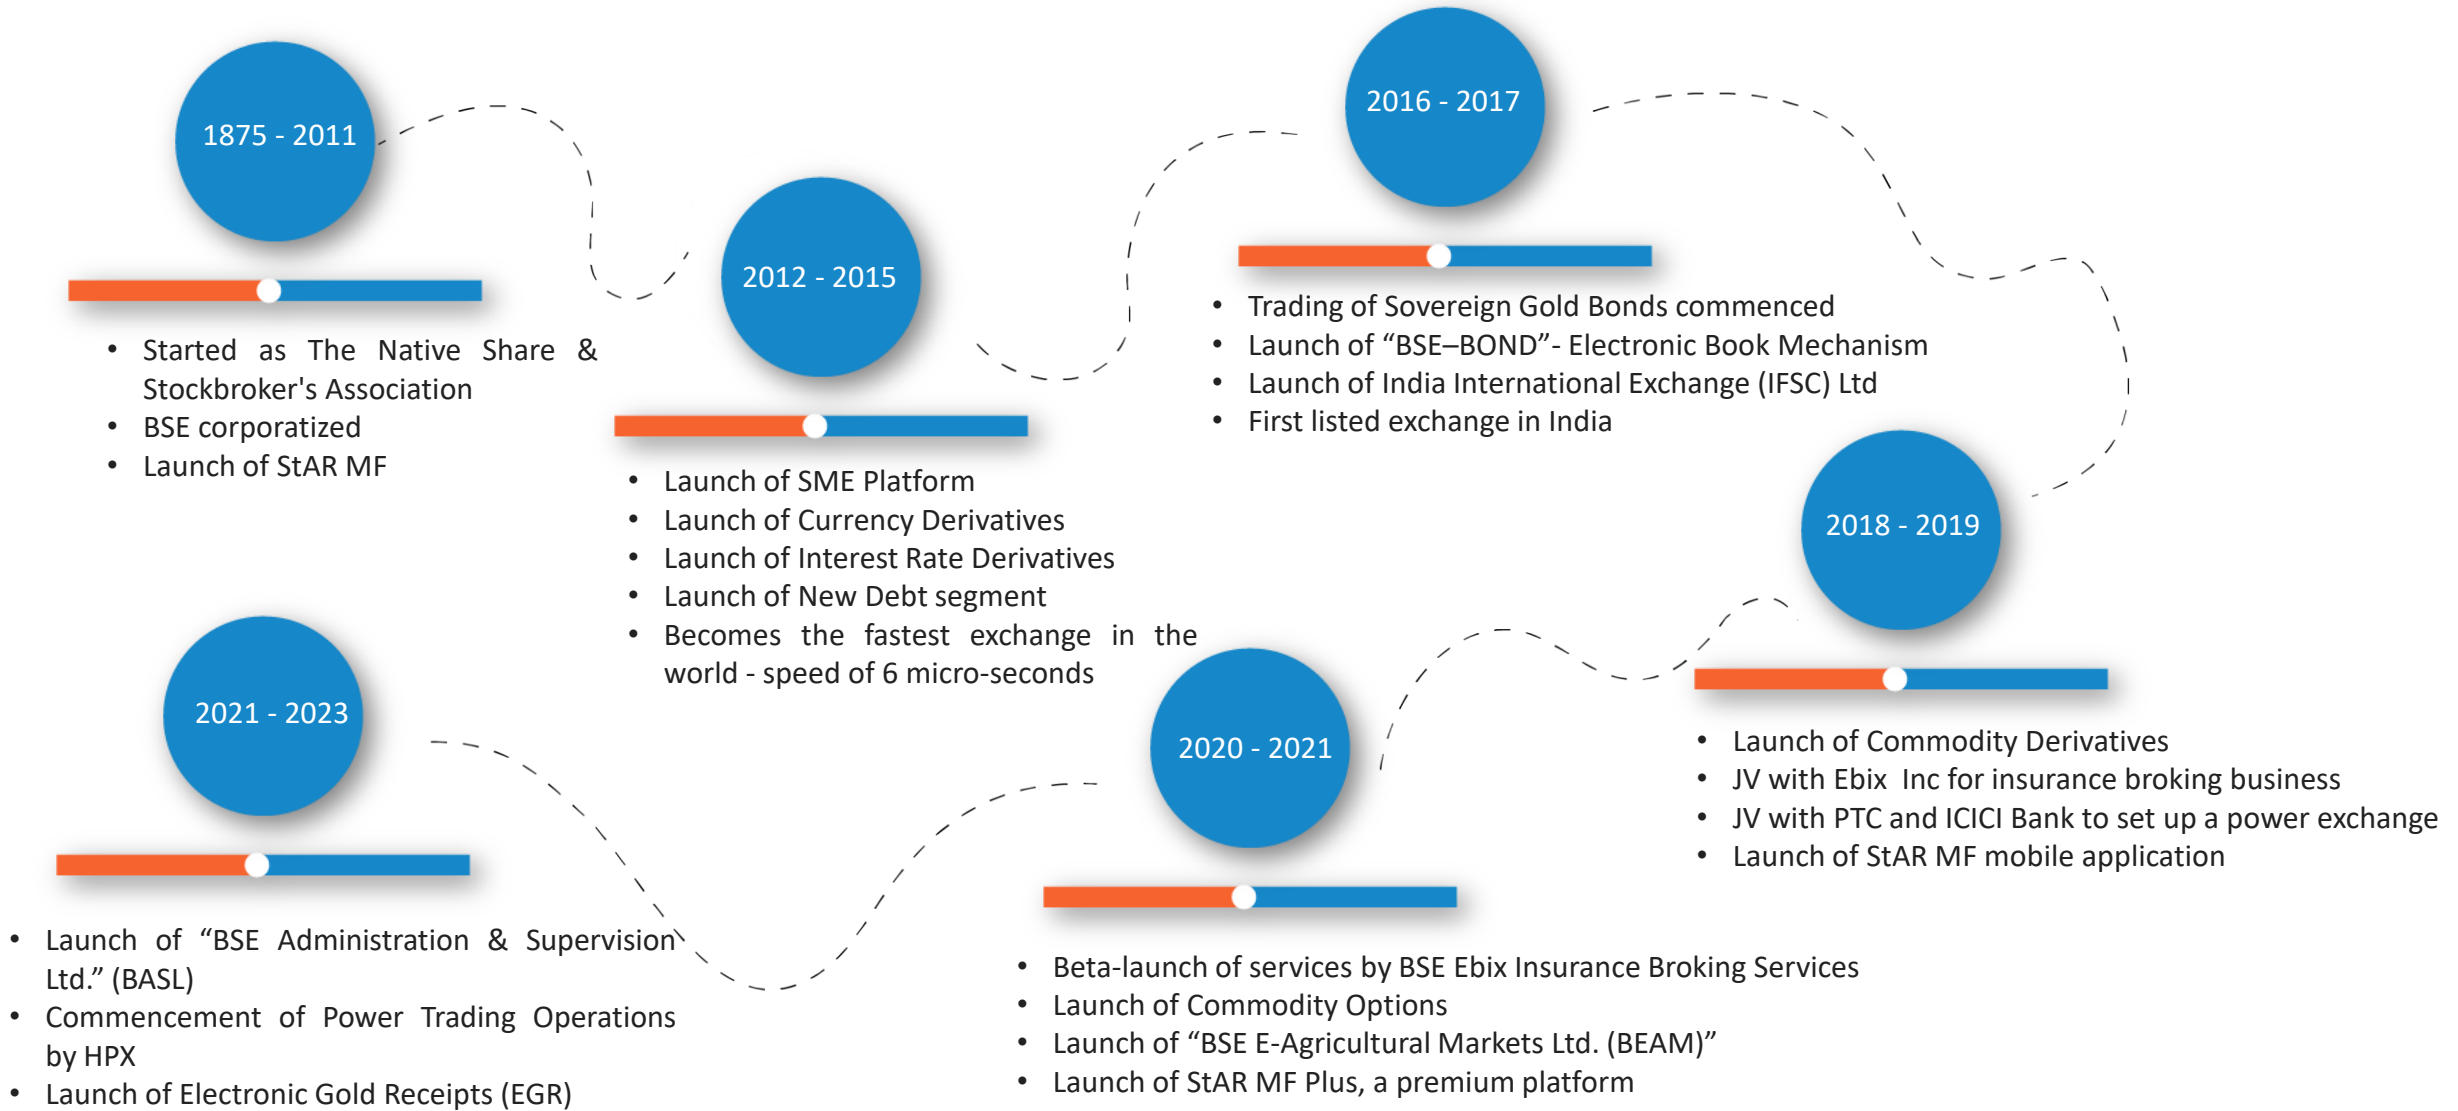 1875 - 2011
• Started as The Native Share &
Stockbroker's Association
• BSE corporatized
• Launch of StAR MF
2012 - 2015
• Launch of SME Platform
• Launch of Currency Derivatives
• Launch of Interest Rate Derivatives
• Launch of New Debt segment
• Becomes the fastest exchange in the
world - speed of 6 micro-seconds
2016 - 2017
• Trading of Sovereign Gold Bonds commenced
• Launch of “BSE–BOND”- Electronic Book Mechanism
• Launch of India International Exchange (IFSC) Ltd
• First listed exchange in India
2018 - 2019
• Launch of Commodity Derivatives
• JV with Ebix Inc for insurance broking business
• JV with PTC and ICICI Bank to set up a power exchange
• Launch of StAR MF mobile application
2020 - 2021
• Beta-launch of services by BSE Ebix Insurance Broking Services
• Launch of Commodity Options
• Launch of “BSE E-Agricultural Markets Ltd. (BEAM)”
• Launch of StAR MF Plus, a premium platform
2021 - 2023
• Launch of “BSE Administration & Supervision
Ltd.” (BASL)
• Commencement of Power Trading Operations
by HPX
• Launch of Electronic Gold Receipts (EGR)